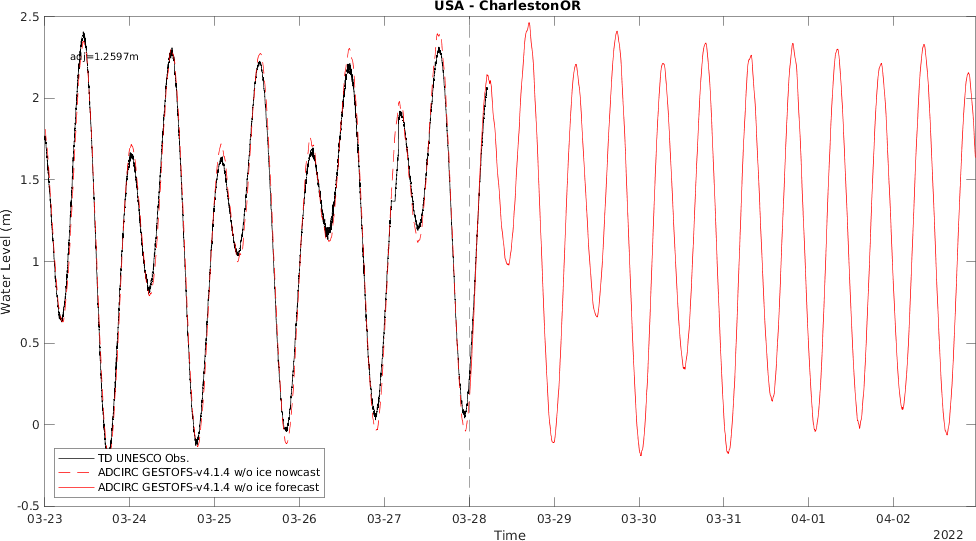 USA - CharlestonOR
2.5
adj=1.2597m
2
1.5
1
0.5
0
-0.5
Water Level (m)
TD UNESCO Obs.
ADCIRC GESTOFS-v4.1.4 w/o ice nowcast
ADCIRC GESTOFS-v4.1.4 w/o ice forecast
03-23 03-24 03-25 03-26 03-27 03-28 03-29 03-30 03-31 04-01 04-02
Time
2022